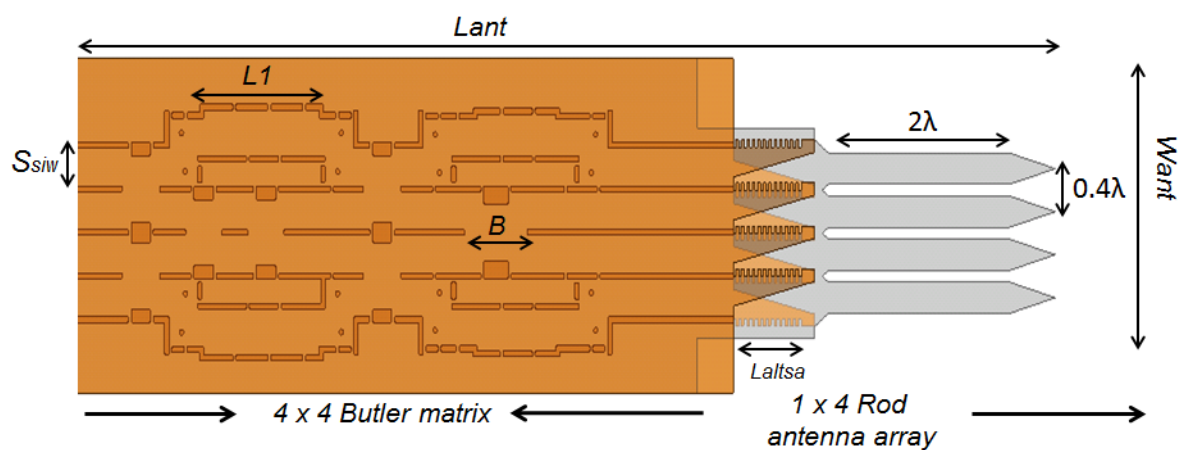 Lant
L1
Ssiw
2λ
Want
0.4λ
B
Laltsa
4 x 4 Butler matrix
1 x 4 Rod
antenna array